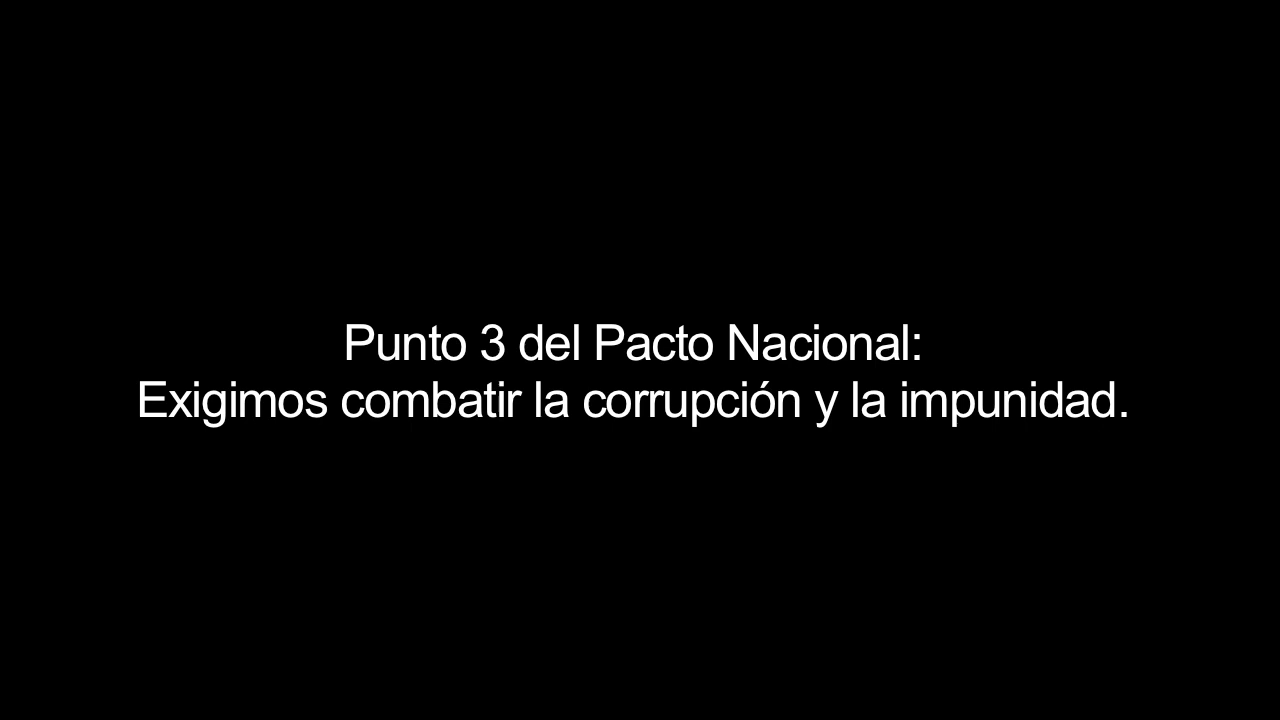 Punto 3 del Pacto Nacional:
Exigimos combatir la corrupción y la impunidad.